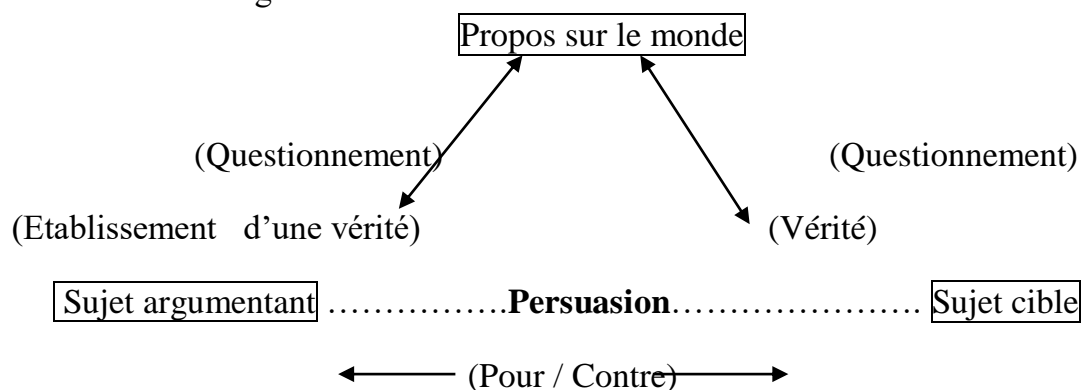 Propos sur le monde
(Questionnement) (Questionnement)
(Etablissement d’une vérité) (Vérité)
Sujet argumentant …………….Persuasion……………………. Sujet cible
(Pour / Contre)